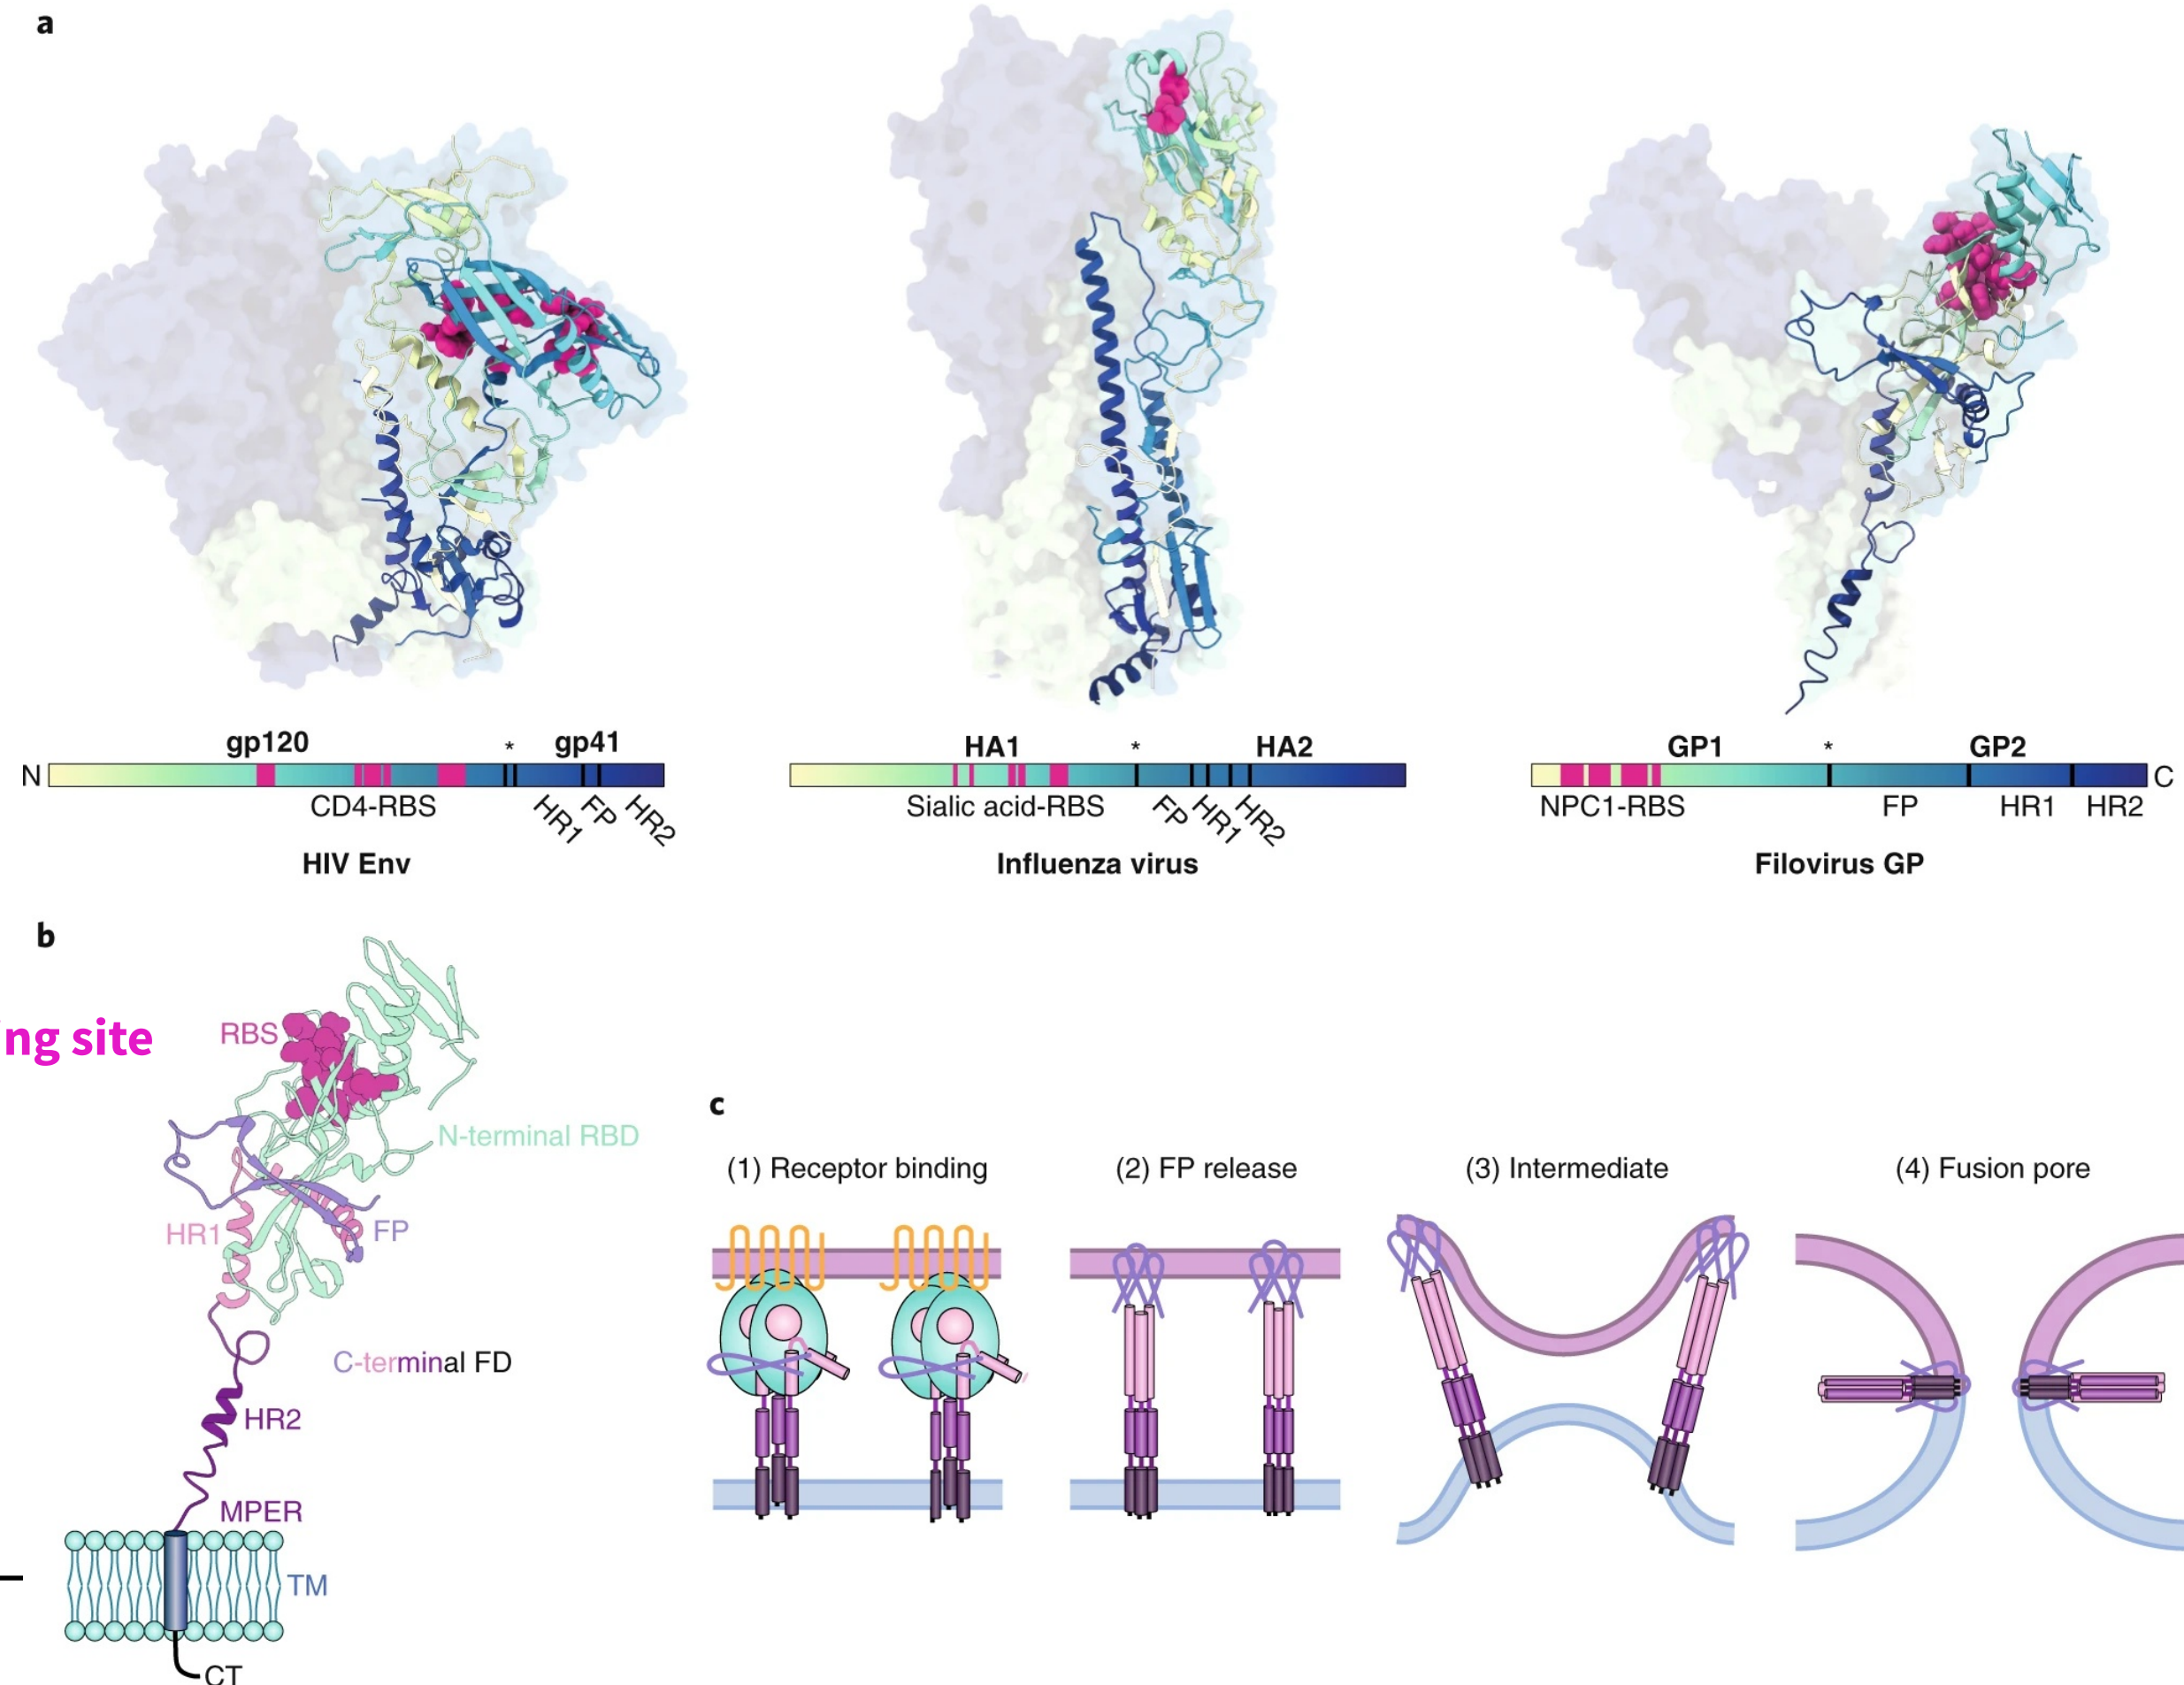 a
gp120 * gp41
N
CD4-RBS HR1 FP HR2
HIV Env
HA1 * HA2
Sialic acid-RBS FP HR1 HR2
Influenza virus
GP1 * GP2
C
NPC1-RBS FP HR1 HR2
Filovirus GP
b
ng site
RBS
N-terminal RBD
HR1
FP
C-terminal FD
HR2
MPER
TM
CT
c
(1) Receptor binding
(2) FP release
(3) Intermediate
(4) Fusion pore